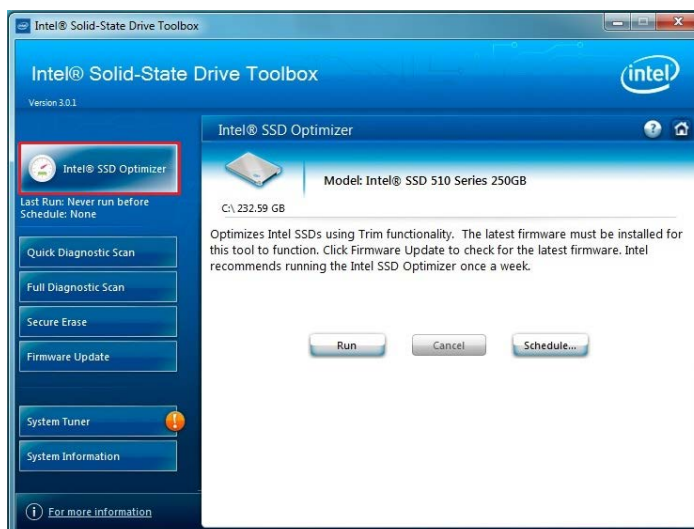 Intel® Solid-State Drive Toolbox
Intel® Solid-State Drive Toolbox
Version 3.0.1
intel
Intel® SSD Optimizer
Last Run: Never run before
Schedule: None
Quick Diagnostic Scan
Full Diagnostic Scan
Secure Erase
Firmware Update
System Tuner
!
System Information
i For more information
Intel® SSD Optimizer
?
Model: Intel® SSD 510 Series 250GB
C:\ 232.59 GB
Optimizes Intel SSDs using Trim functionality. The latest firmware must be installed for
this tool to function. Click Firmware Update to check for the latest firmware. Intel
recommends running the Intel SSD Optimizer once a week.
Run
Cancel
Schedule...